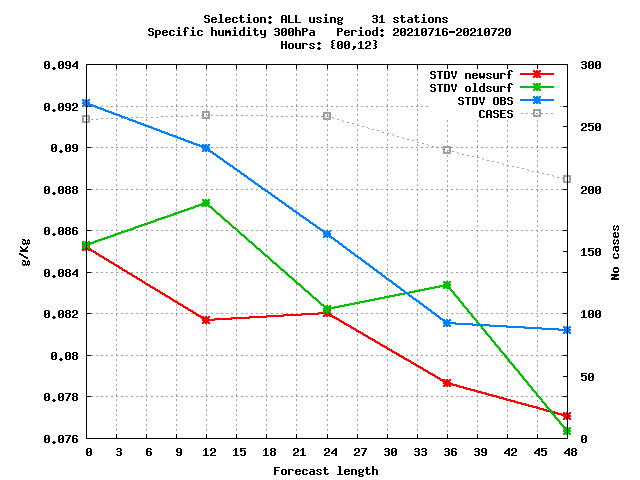 Selection: ALL using    31 stations
Specific humidity 300hPa   Period: 20210716-20210720
Hours: {00,12}
0.094
0.092
0.09
0.088
0.086
0.084
0.082
0.08
0.078
0.076
g/Kg
STDV newsurf
STDV oldsurf
STDV OBS
CASES
300
250
200
150
100
50
0
No cases
0 3 6 9 12 15 18 21 24 27 30 33 36 39 42 45 48
Forecast length